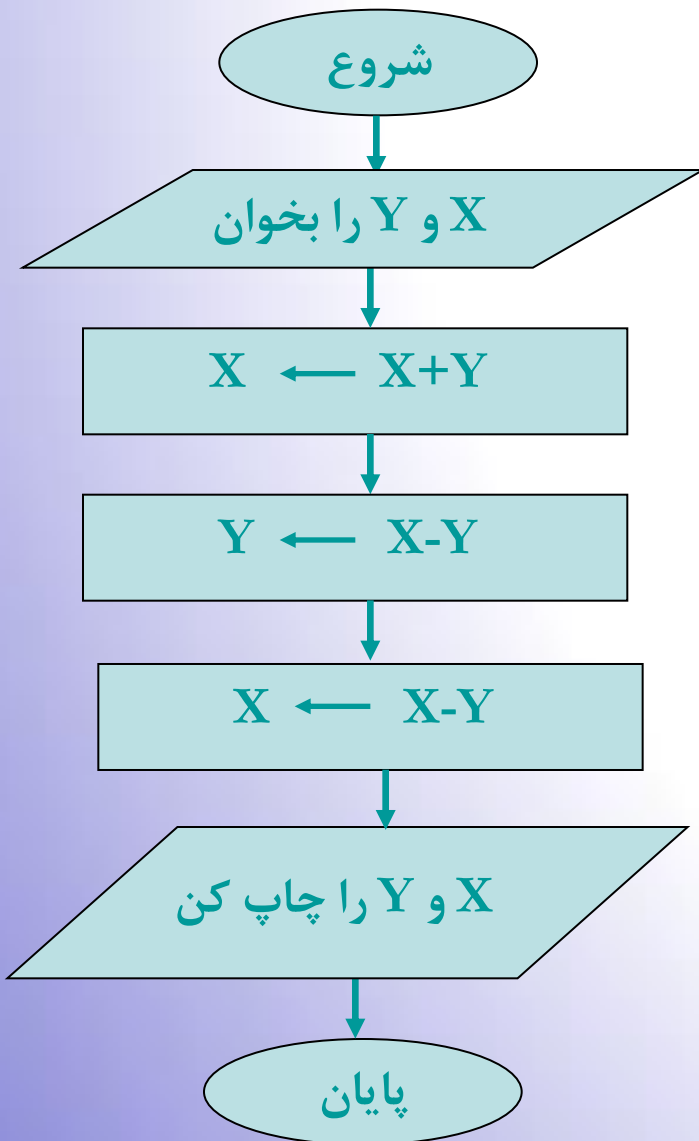 شروع
X و Y را بخوان
X ← X+Y
Y ← X-Y
X ← X-Y
X و Y را چاپ کن
پایان